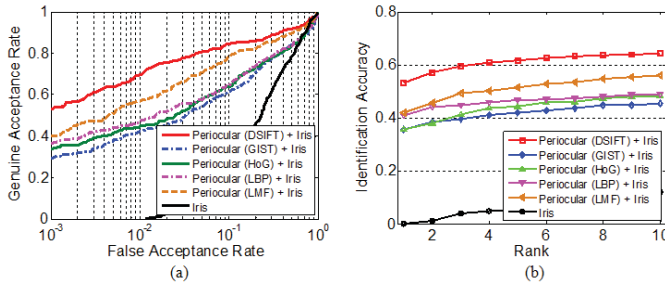 1
0.8
0.6
0.4
0.2
0
Genuine Acceptance Rate
Periocular (DSIFT) + Iris
Periocular (GIST) + Iris
Periocular (HoG) + Iris
Periocular (LBP) + Iris
Periocular (LMF) + Iris
Iris
10-3
10-2
10-1
100
False Acceptance Rate
(a)
0.8
0.6
0.4
0.2
0
Identification Accuracy
Periocular (DSIFT) + Iris
Periocular (GIST) + Iris
Periocular (HoG) + Iris
Periocular (LBP) + Iris
Periocular (LMF) + Iris
Iris
2
4
6
8
10
Rank
(b)